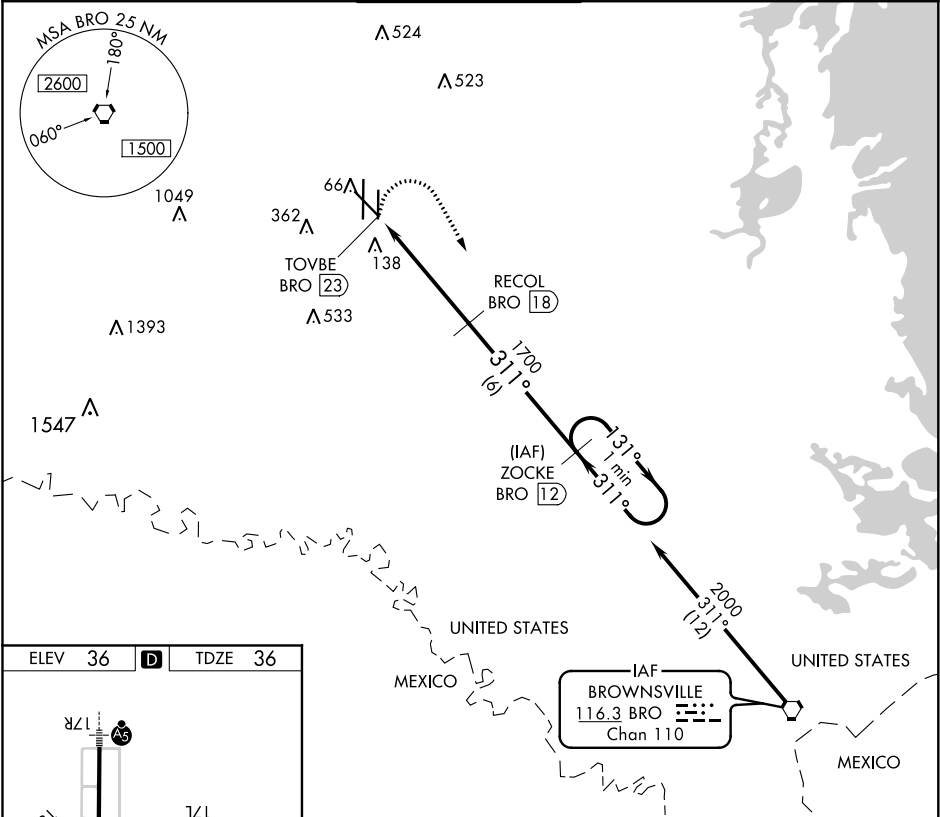 MSA BRO 25 NM
180°
2600
060°
1500
524
523
1049
66
362
138
TOVBE
BRO 23
RECOL
BRO 18
533
1393
1700
311°
(6)
1547
(IAF)
ZOCKE
BRO 12
131°
1 min
311°
2000
311°
(12)
UNITED STATES
MEXICO
UNITED STATES
MEXICO
IAF
BROWNSVILLE
116.3 BRO
Chan 110
ELEV 36 D TDZE 36
17R
A5
17L